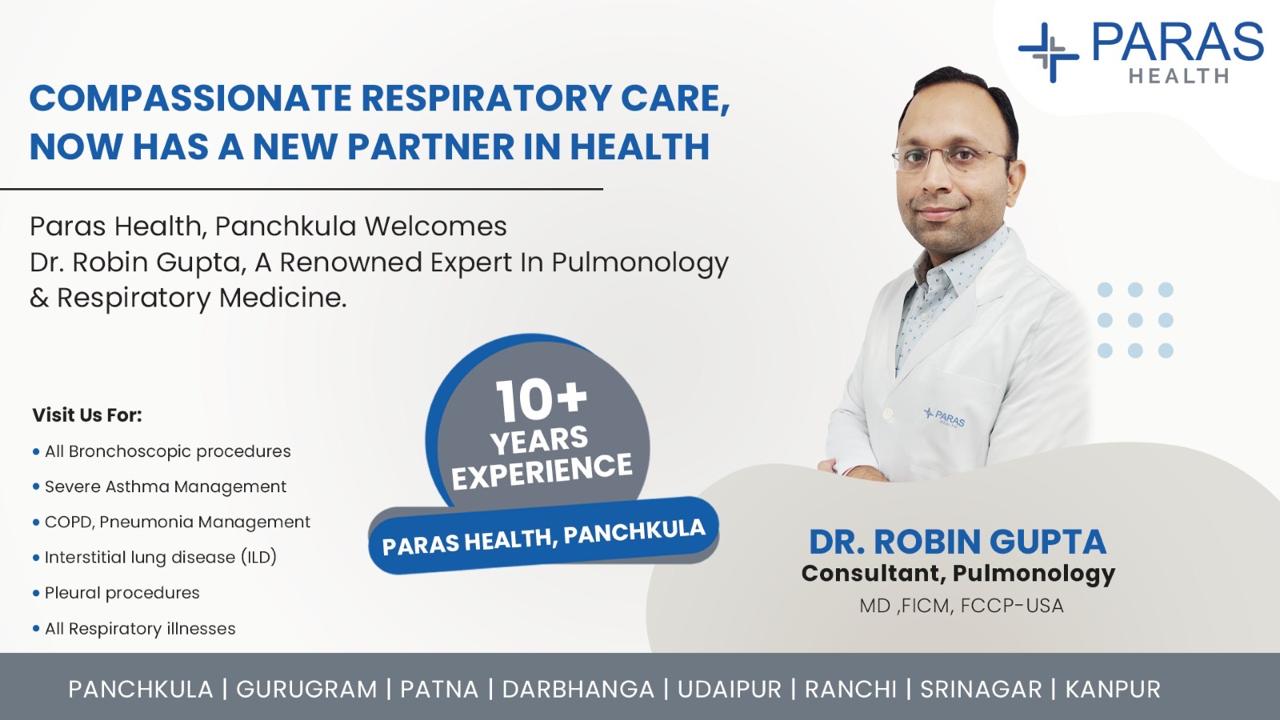 PARAS
HEALTH
COMPASSIONATE RESPIRATORY CARE,
NOW HAS A NEW PARTNER IN HEALTH
Paras Health, Panchkula Welcomes
Dr. Robin Gupta, A Renowned Expert In Pulmonology
& Respiratory Medicine.
10+
YEARS
EXPERIENCE
PARAS HEALTH, PANCHKULA
Visit Us For:
• All Bronchoscopic procedures
• Severe Asthma Management
• COPD, Pneumonia Management
• Interstitial lung disease (ILD)
• Pleural procedures
• All Respiratory illnesses
PARAS
HEALTH
DR. ROBIN GUPTA
Consultant, Pulmonology
MD ,FICM, FCCP-USA
PANCHKULA | GURUGRAM | PATNA | DARBHANGA | UDAIPUR | RANCHI | SRINAGAR | KANPUR